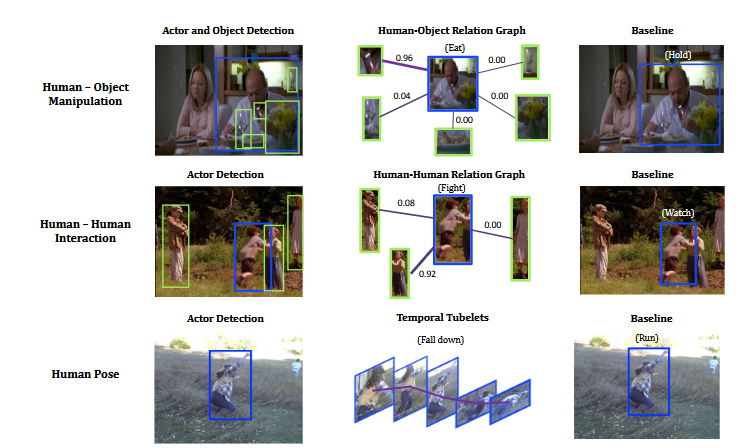 Actor and Object Detection
Human-Object Relation Graph
Baseline
Human – Object
Manipulation
(Eat)
0.96
0.00
0.04
0.00
0.00
(Hold)
Actor Detection
Human-Human Relation Graph
Baseline
Human – Human
Interaction
(Fight)
0.08
0.00
0.92
(Watch)
Actor Detection
Temporal Tubelets
Baseline
Human Pose
(Fall down)
(Run)